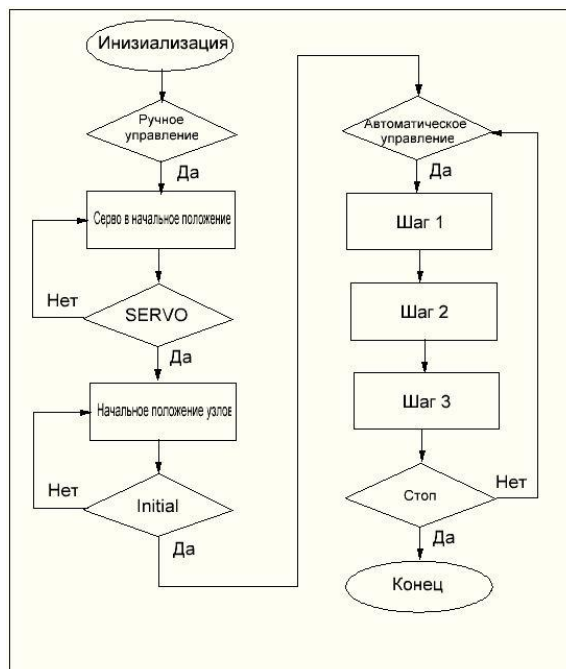 Инизиализация
Ручное
управление
Да
Серво в начальное положение
Нет
SERVO
Да
Начальное положение узлов
Нет
Initial
Да
Автоматическое
управление
Да
Шаг 1
Шаг 2
Шаг 3
Стоп
Нет
Да
Конец